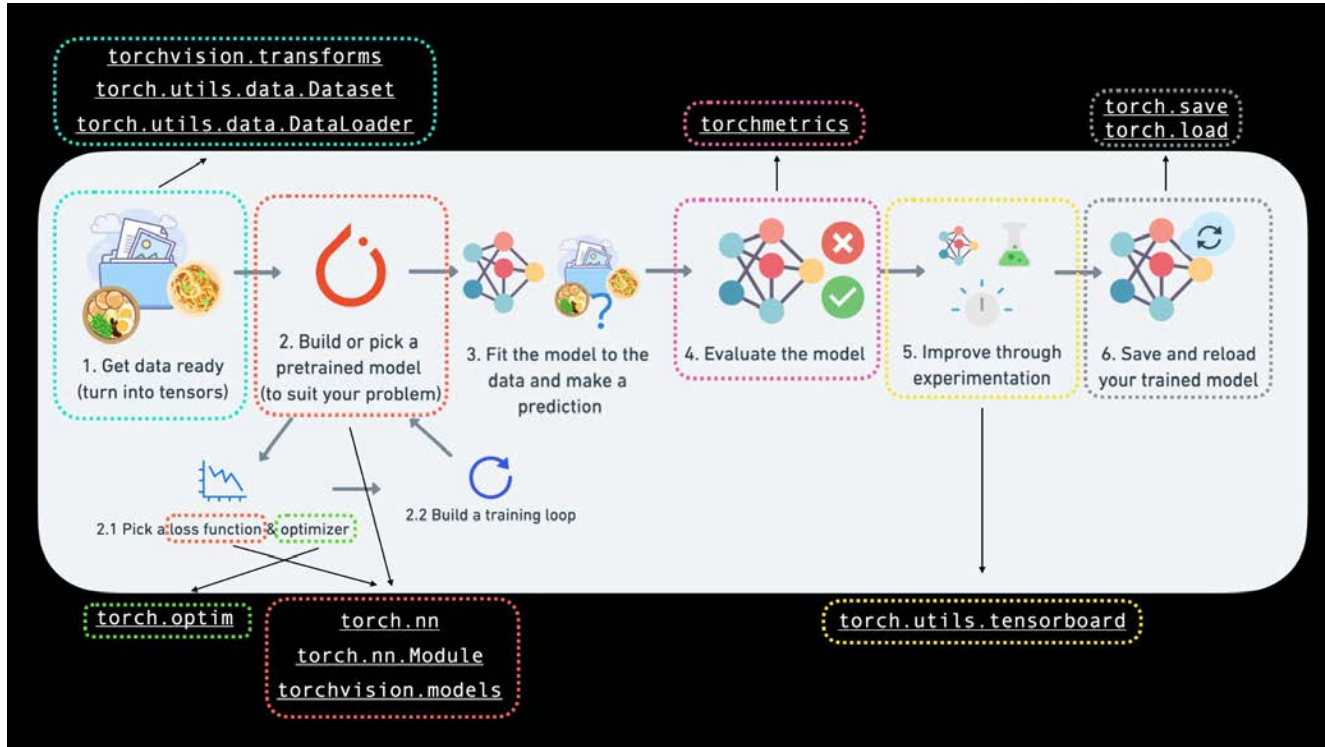 torchvision.transforms
torch.utils.data.Dataset
torch.utils.data.DataLoader
torchmetrics
torch.save
torch.load
1. Get data ready
(turn into tensors)
2. Build or pick a
pretrained model
(to suit your problem)
3. Fit the model to the
data and make a
prediction
4. Evaluate the model
5. Improve through
experimentation
6. Save and reload
your trained model
2.1 Pick a loss function & optimizer
2.2 Build a training loop
torch.optim
torch.nn
torch.nn.Module
torchvision.models
torch.utils.tensorboard